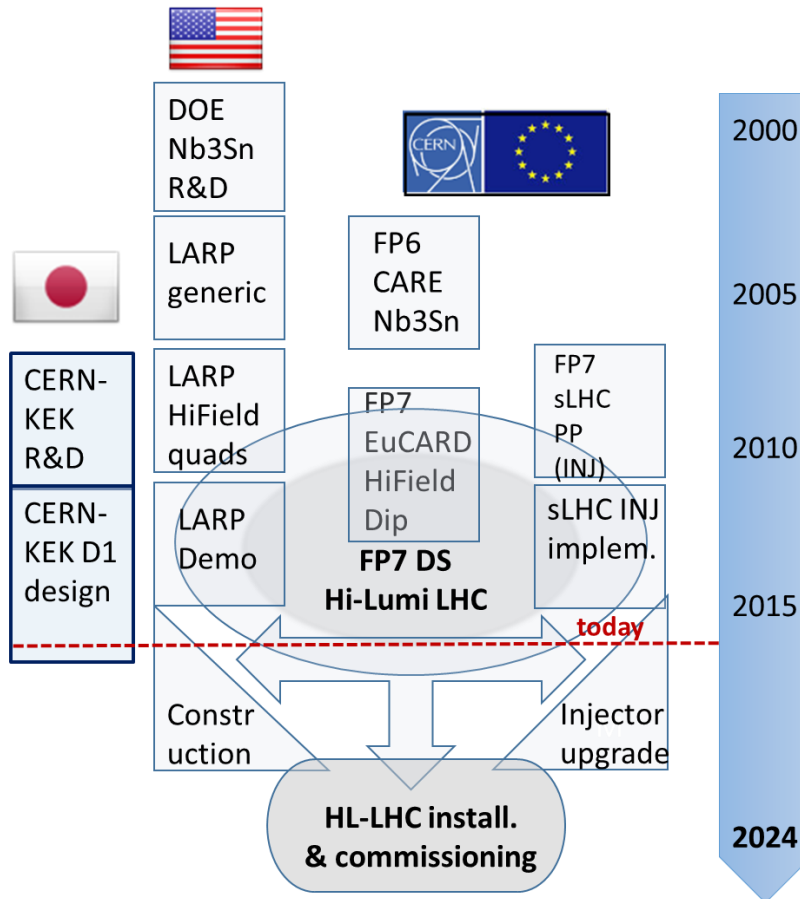 DOE
Nb3Sn
R&D
CERN
2000
LARP
generic
FP6
CARE
Nb3Sn
2005
CERN-
KEK
R&D
LARP
HiField
quads
FP7
EuCARD
HiField
Dip
FP7
sLHC
PP
(INJ)
2010
CERN-
KEK D1
design
LARP
Demo
FP7 DS
Hi-Lumi LHC
sLHC INJ
implem.
2015
today
Constr
uction
Injector
upgrade
HL-LHC install.
& commissioning
2024